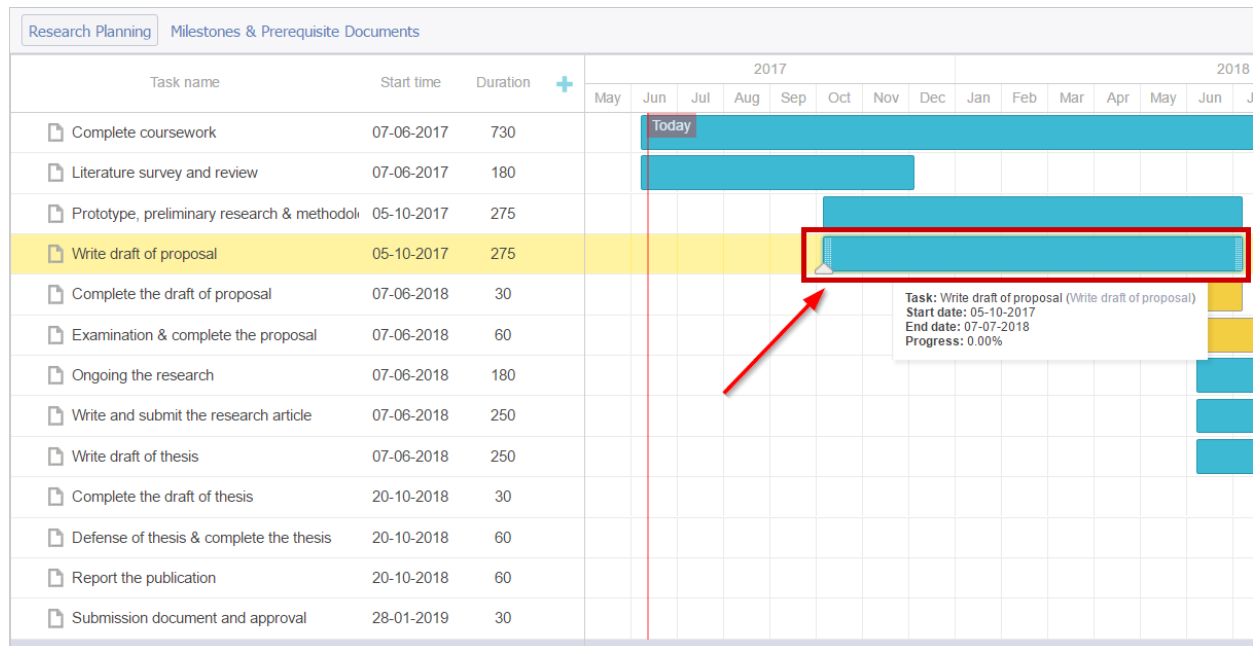 Research Planning Milestones & Prerequisite Documents
Task name Start time Duration 2017 2018
May Jun Jul Aug Sep Oct Nov Dec Jan Feb Mar Apr May Jun
Today
Complete coursework 07-06-2017 730
Literature survey and review 07-06-2017 180
Prototype, preliminary research & 05-10-2017 275
Write draft of proposal 05-10-2017 275
Complete the draft of proposal 07-06-2018 30
Task: Write draft of proposal (Write draft of proposal)
Start date: 05-10-2017
End date: 07-07-2018
Progress: 0.00%
Examination & complete the proposal 07-06-2018 60
Ongoing the research 07-06-2018 180
Write and submit the research article 07-06-2018 250
Write draft of thesis 07-06-2018 250
Complete the draft of thesis 20-10-2018 30
Defense of thesis & complete the thesis 20-10-2018 60
Report the publication 20-10-2018 60
Submission document and approval 28-01-2019 30